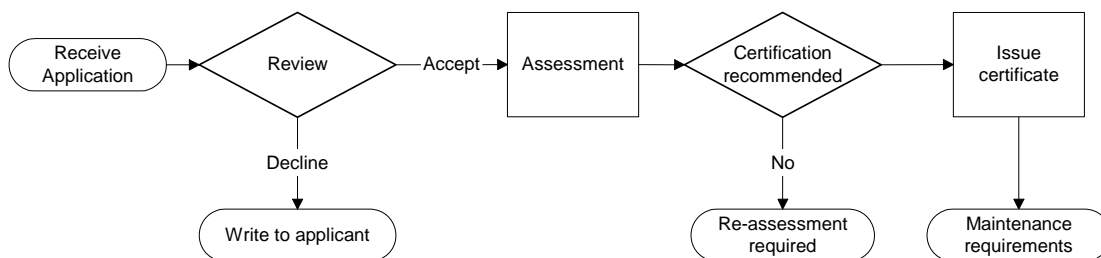 Receive
Application
Review
Accept
Assessment
Certification
recommended
Issue
certificate
Decline
No
Write to applicant
Re-assessment
required
Maintenance
requirements